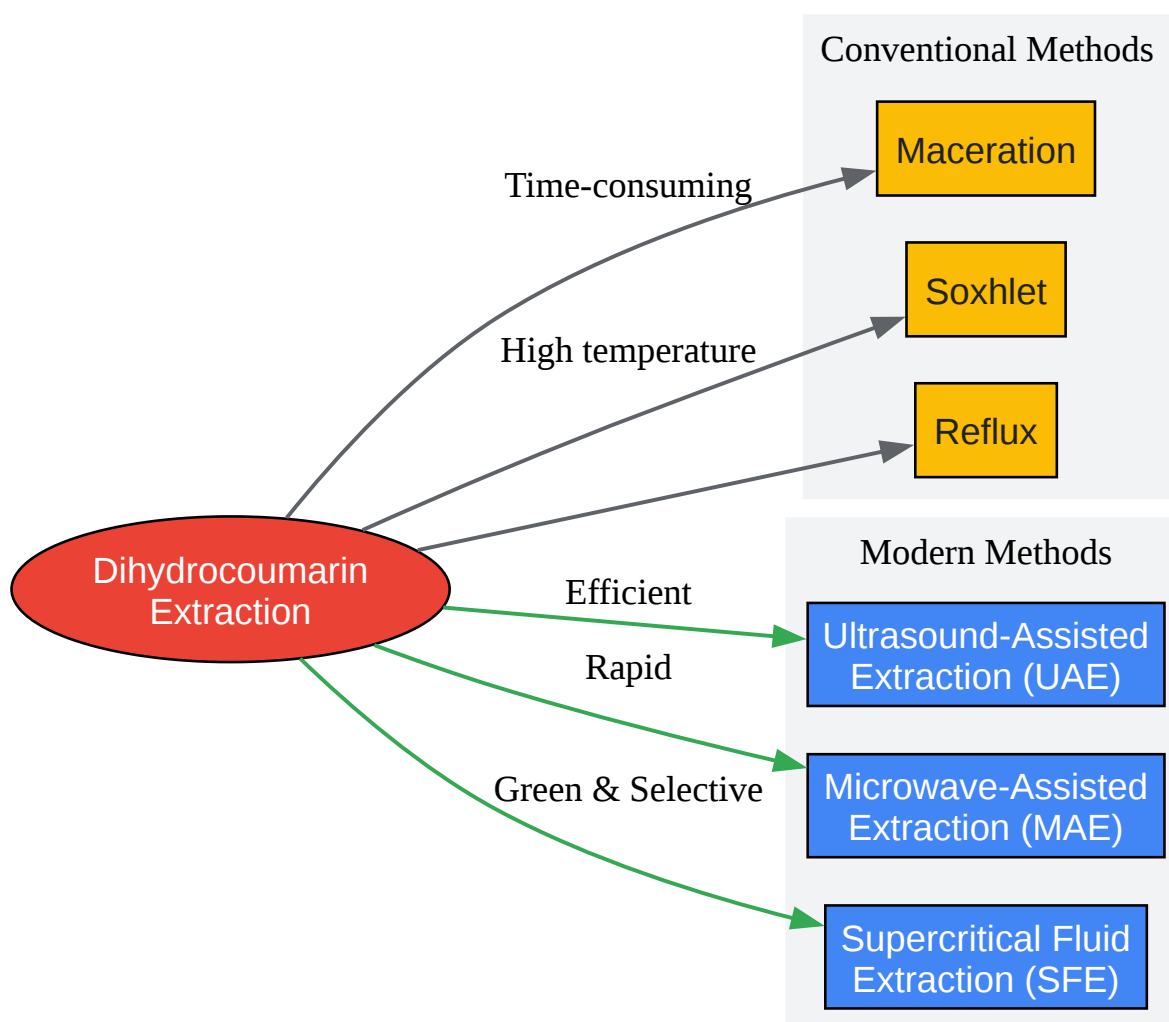 Conventional Methods
Maceration
Time-consuming
Soxhlet
High temperature
Reflux
Dihydrocoumarin
Extraction
Modern Methods
Efficient
Ultrasound-Assisted
Extraction (UAE)
Rapid
Microwave-Assisted
Extraction (MAE)
Green & Selective
Supercritical Fluid
Extraction (SFE)